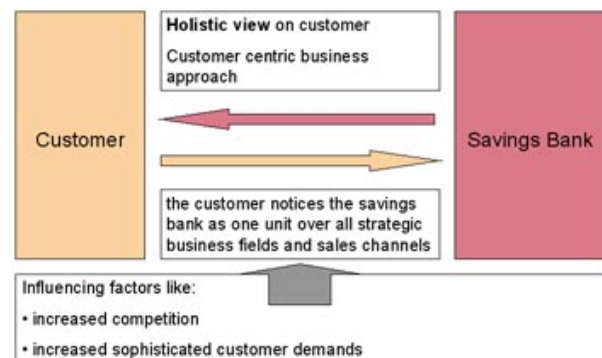 Holistic view on customer
Customer centric business
approach
Customer
Savings Bank
the customer notices the savings
bank as one unit over all strategic
business fields and sales channels
Influencing factors like:
• increased competition
• increased sophisticated customer demands